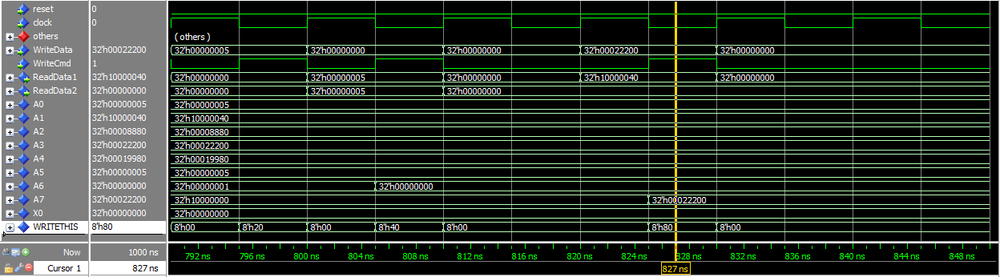 reset 0
clock 0
others ( others )
WriteData 32'h00022200 32'h00000005 32'h00000000 32'h00000000 32'h00022200 32'h00000000
WriteCmd 1
ReadData1 32'h10000040 32'h00000000 32'h00000005 32'h00000000 32'h10000040 32'h00000000
ReadData2 32'h00000000 32'h00000000 32'h00000005 32'h00000000
A0 32'h00000005 32'h00000005
A1 32'h10000040 32'h10000040
A2 32'h00008880 32'h00008880
A3 32'h00022200 32'h00022200
A4 32'h00019980 32'h00019980
A5 32'h00000005 32'h00000005
A6 32'h00000000 32'h00000001 32'h00000000
A7 32'h00022200 32'h10000000 32'h00022200
X0 32'h00000000 32'h00000000
WRITETHIS 8'h80 8'h00 8'h20 8'h00 8'h40 8'h00 8'h80 8'h00
Now 1000 ns 792 ns 796 ns 800 ns 804 ns 808 ns 812 ns 816 ns 820 ns 824 ns 828 ns 832 ns 836 ns 840 ns 844 ns 848 ns
Cursor 1 827 ns 827 ns